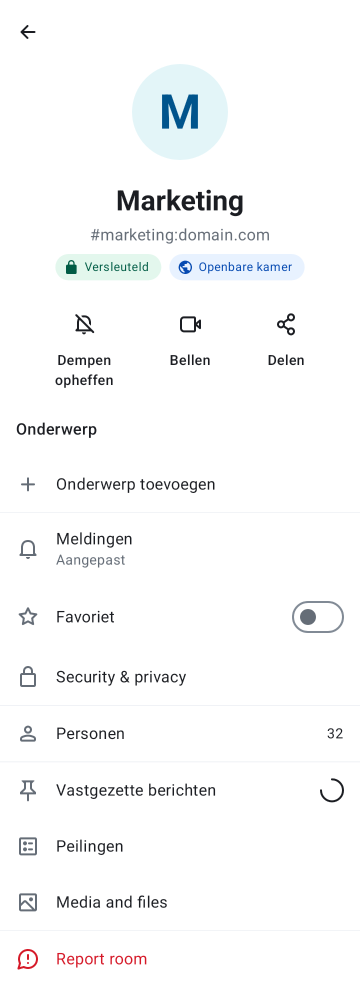 M
Marketing
#marketing:domain.com
Versleuteld
Openbare kamer
Dempen
opheffen
Bellen
Delen
Onderwerp
Onderwerp toevoegen
Meldingen
Aangepast
Favoriet
Security & privacy
Personen
32
Vastgezette berichten
Peilingen
Media and files
Report room